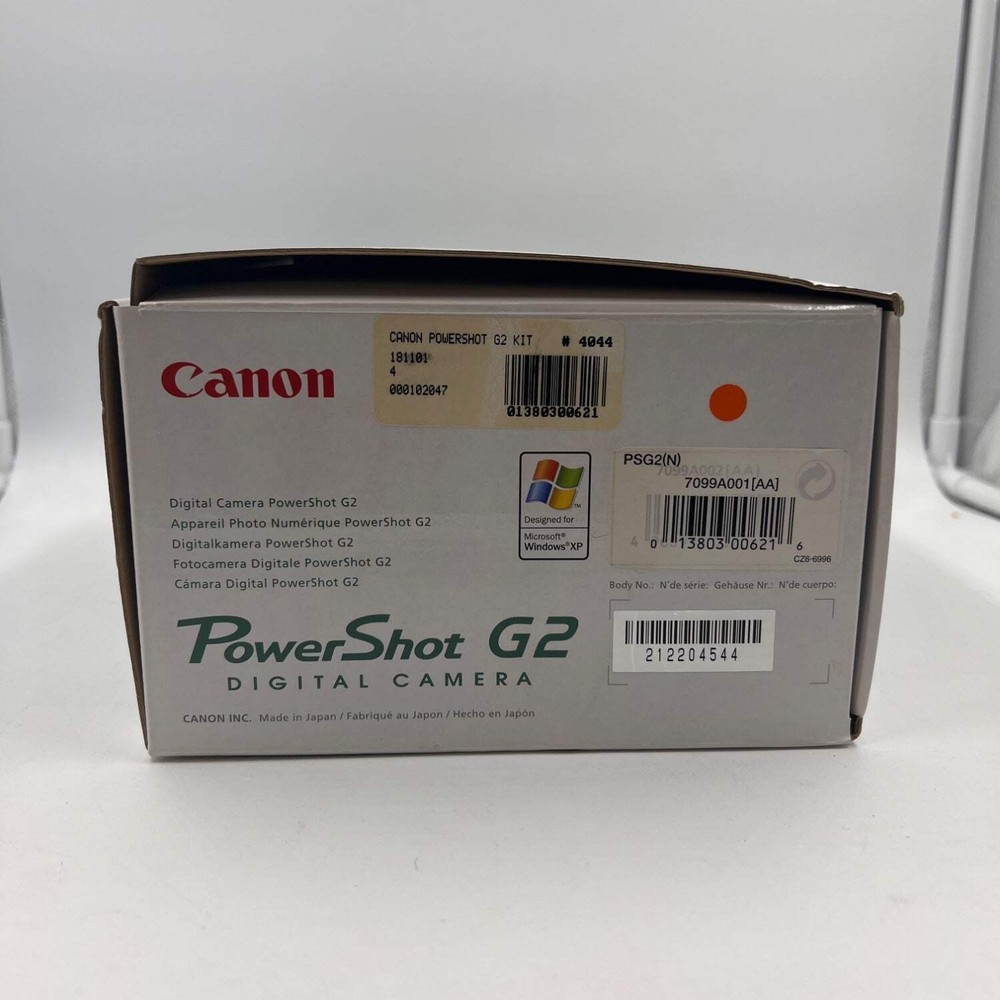 CANON POWERSHOT G2 KIT # 4044
181101
4
000102047
01380300621
Canon
PSG2(N)
7099A002[AA]
7099A001[AA]
4 0 13803 00621 6
CZ6-6996
Designed for
Microsoft®
Windows®XP
Digital Camera PowerShot G2
Appareil Photo Numérique PowerShot G2
Digitalkamera PowerShot G2
Fotocamera Digitale PowerShot G2
Cámara Digital PowerShot G2
Body No.: N°de série: Gehäuse Nr.: N°de cuerpo:
212204544
PowerShot G2
DIGITAL CAMERA
CANON INC. Made in Japan / Fabriqué au Japon / Hecho en Japón